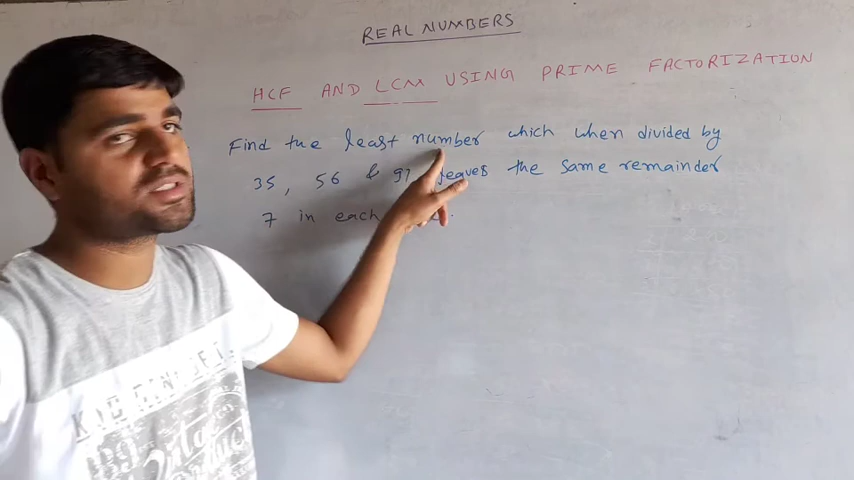 REAL NUMBERS
HCF AND LCM USING PRIME FACTORIZATION
Find the least number which when divided by
35, 56 & 91 leaves the same remainder
7 in each